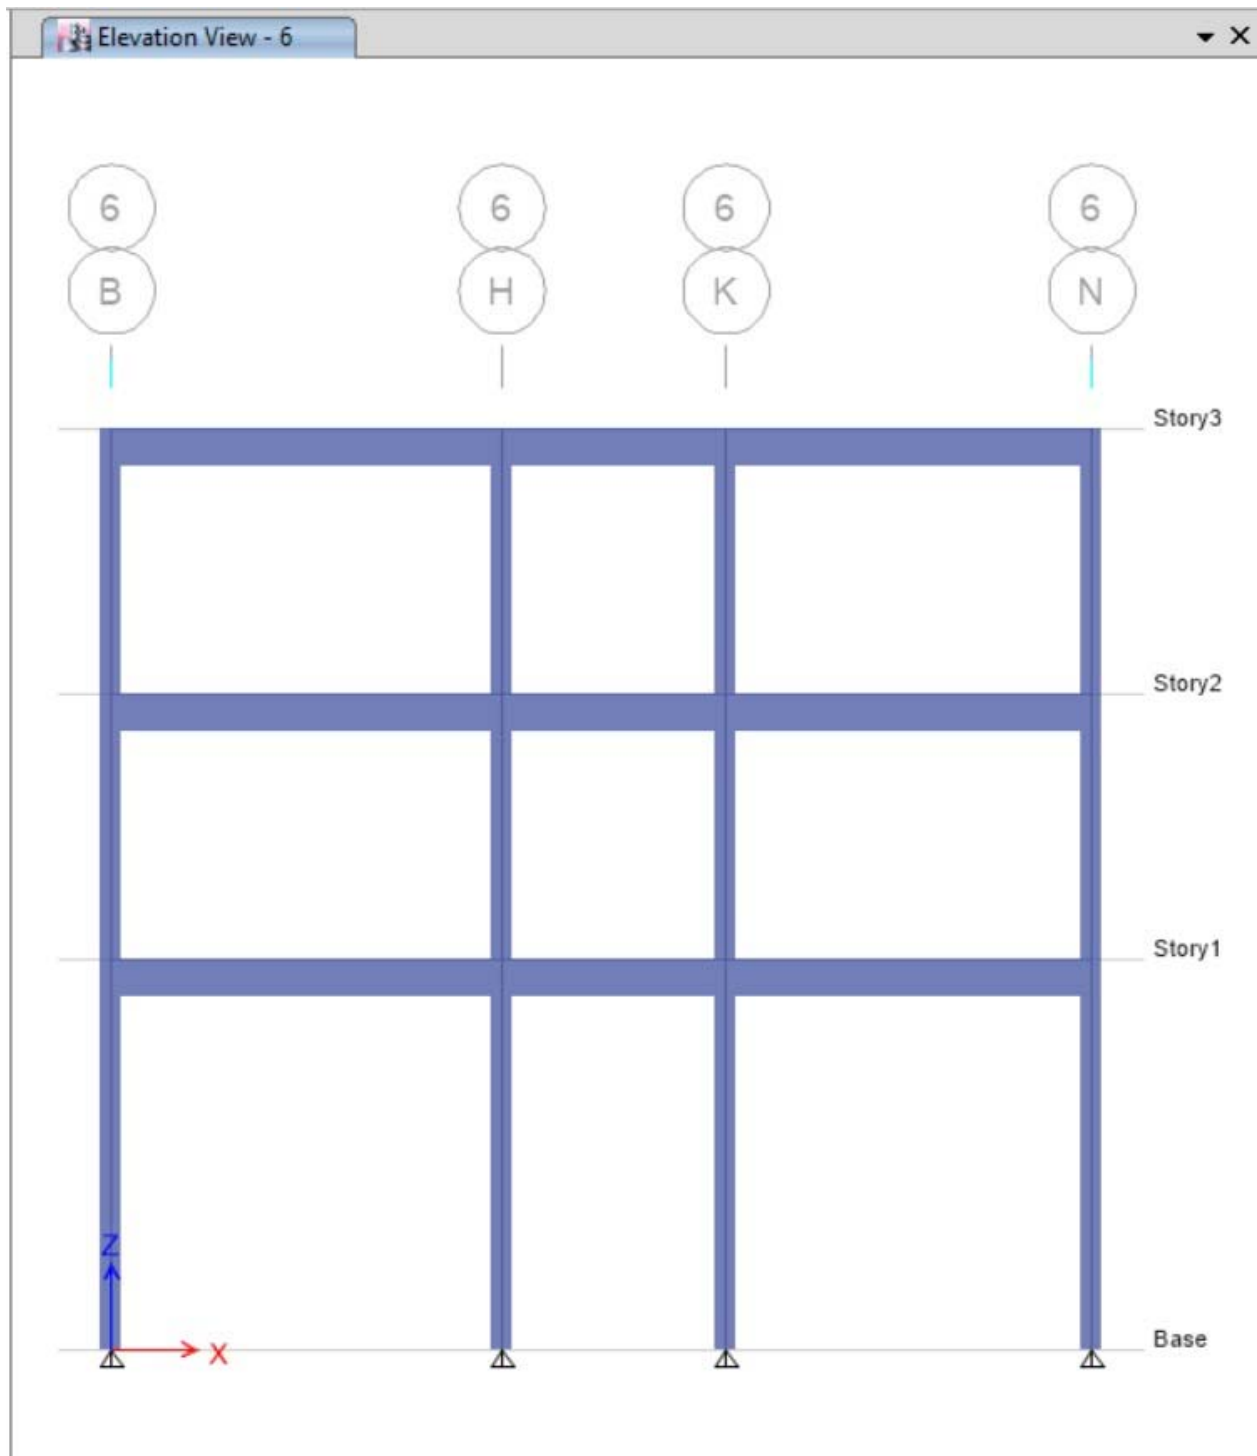 Elevation View - 6
6 6 6 6
B H K N
Story3
Story2
Story1
Z
X
Base